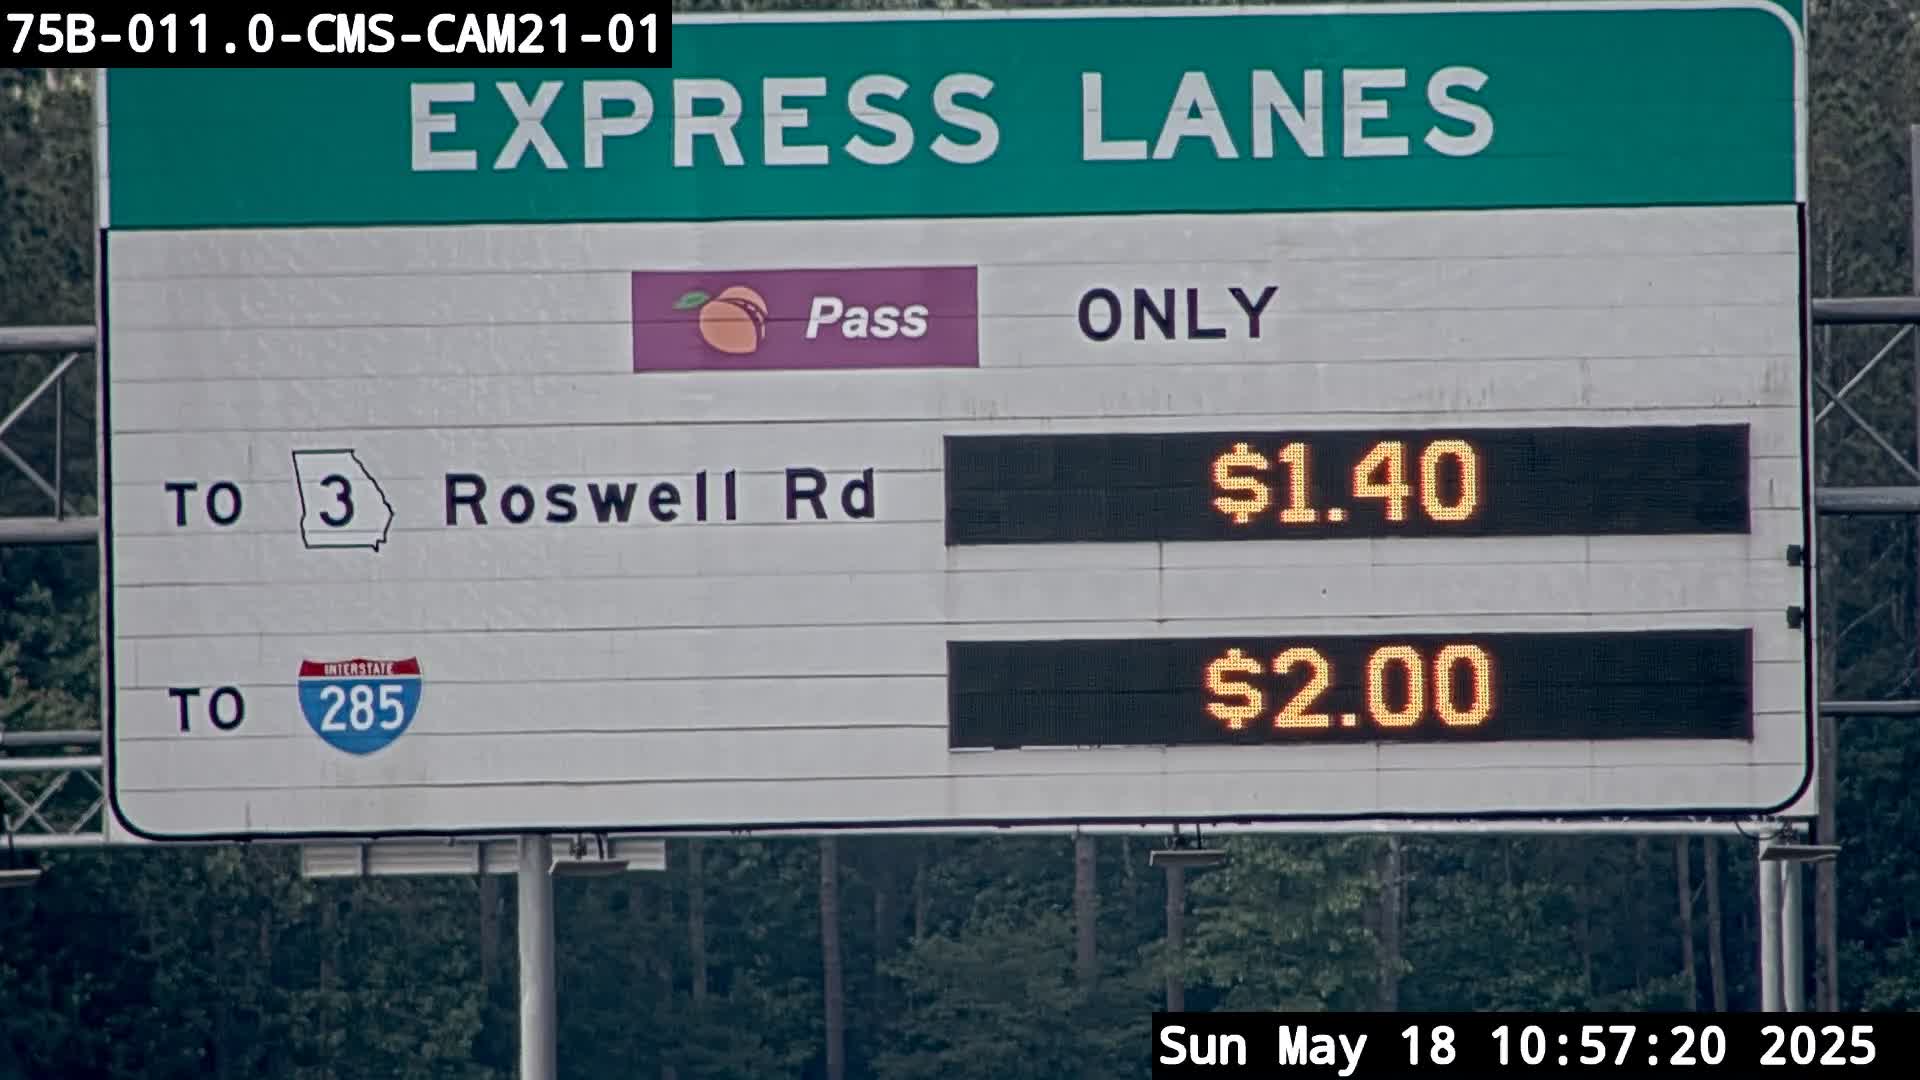 75B-011.0-CMS-CAM21-01
EXPRESS LANES
Pass ONLY
TO 3 Roswell Rd $1.40
INTERSTATE
TO 285 $2.00
Sun May 18 10:57:20 2025